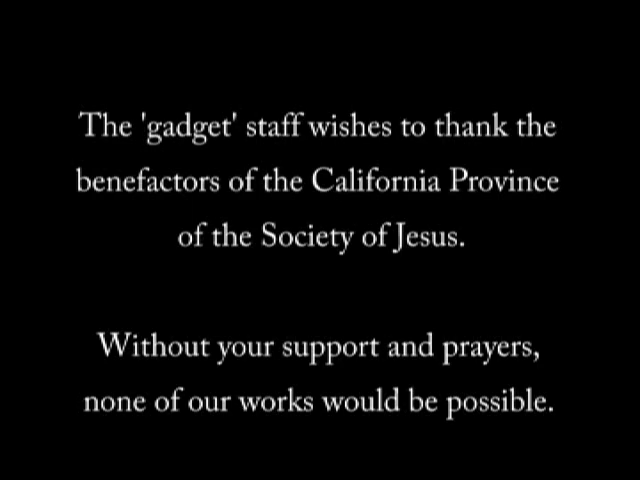 The 'gadget' staff wishes to thank the
benefactors of the California Province
of the Society of Jesus.
Without your support and prayers,
none of our works would be possible.